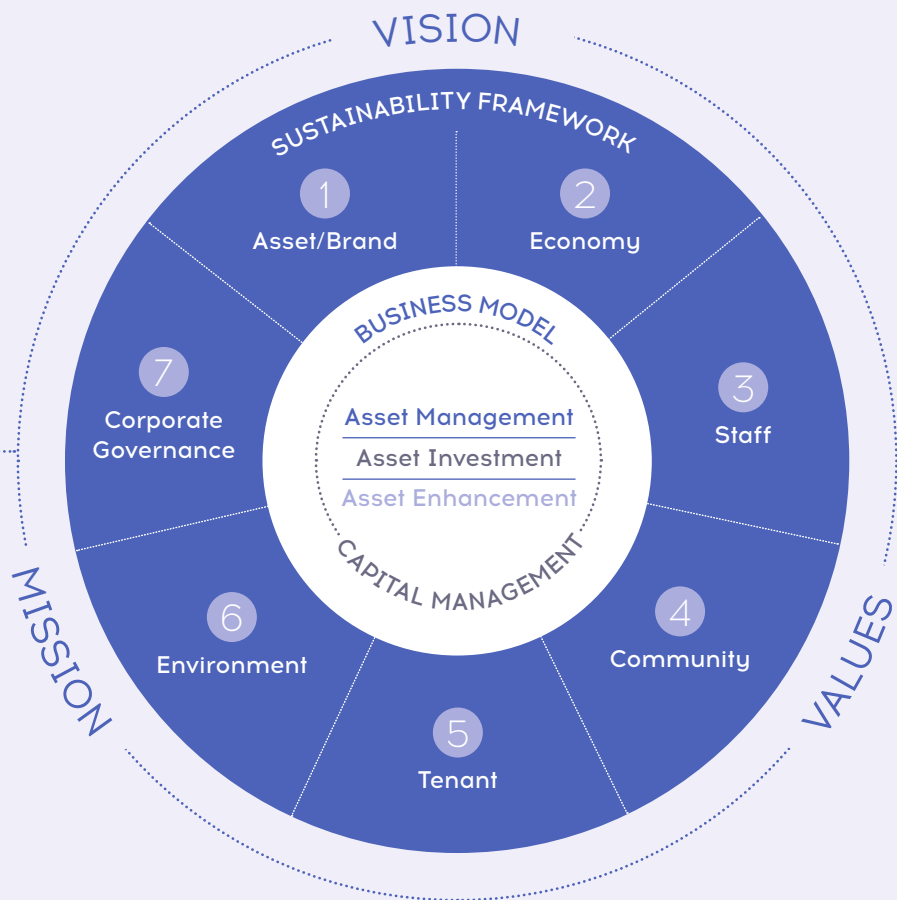 VISION
SUSTAINABILITY FRAMEWORK
1
Asset/Brand
2
Economy
3
Staff
4
Community
5
Tenant
6
Environment
7
Corporate
Governance
BUSINESS MODEL
Asset Management
Asset Investment
Asset Enhancement
CAPITAL MANAGEMENT
MISSION
VALUES